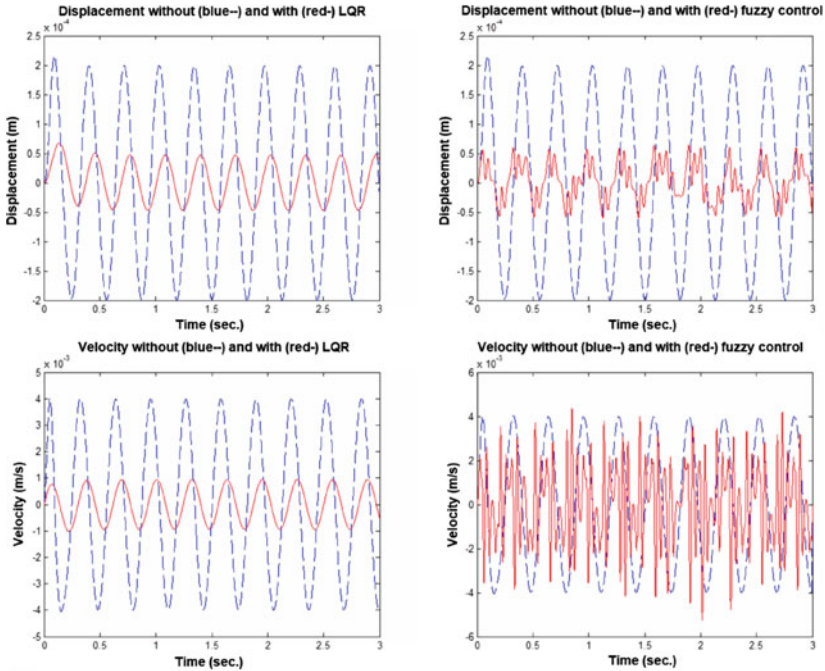 Displacement without (blue--) and with (red-) LQR
x 10⁻⁴
2.5
2
1.5
1
0.5
0
-0.5
-1
-1.5
-2
Displacement (m)
0 0.5 1 1.5 2 2.5 3
Time (sec.)
Displacement without (blue--) and with (red-) fuzzy control
x 10⁻⁴
2.5
2
1.5
1
0.5
0
-0.5
-1
-1.5
-2
Displacement (m)
0 0.5 1 1.5 2 2.5 3
Time (sec.)
Velocity without (blue--) and with (red-) LQR
x 10⁻³
5
4
3
2
1
0
-1
-2
-3
-4
-5
Velocity (m/s)
0 0.5 1 1.5 2 2.5 3
Time (sec.)
Velocity without (blue--) and with (red-) fuzzy control
x 10⁻³
6
4
2
0
-2
-4
-6
Velocity (m/s)
0 0.5 1 1.5 2 2.5 3
Time (sec.)